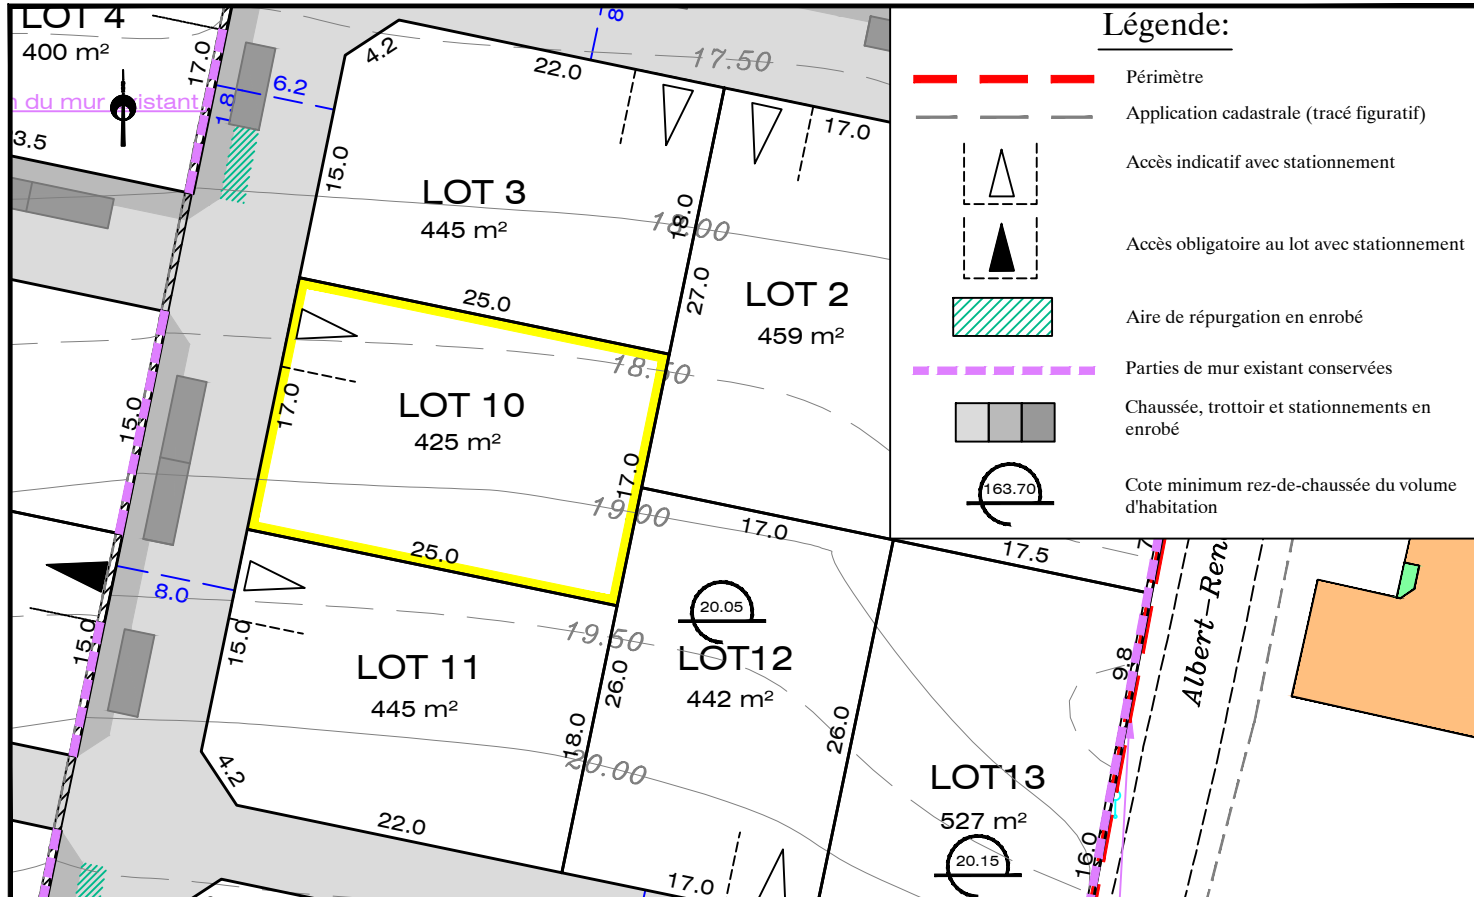 LOT 4
400 m²
17.0
n du mur existant
3.5
1.8
6.2
4.2
22.0
8
17.50
17.0
15.0
LOT 3
445 m²
18.00
18.0
27.0
LOT 2
459 m²
25.0
18.50
17.0
LOT 10
425 m²
17.0
19.00
25.0
17.0
17.5
15.0
8.0
15.0
15.0
LOT 11
445 m²
19.50
26.0
18.0
20.00
4.2
22.0
20.05
LOT12
442 m²
26.0
17.0
LOT13
527 m²
20.15
9.8
16.0
7
Albert-Ren
Légende:
Périmètre
Application cadastrale (tracé figuratif)
Accès indicatif avec stationnement
Accès obligatoire au lot avec stationnement
Aire de répurgation en enrobé
Parties de mur existant conservées
Chaussée, trottoir et stationnements en
enrobé
163.70
Cote minimum rez-de-chaussée du volume
d'habitation